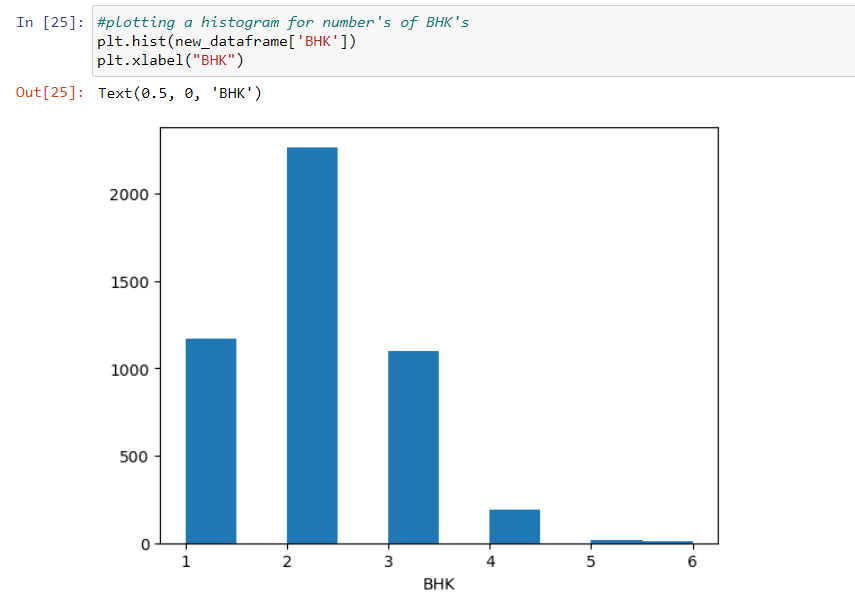 In [25]: #plotting a histogram for number's of BHK's
plt.hist(new_dataframe['BHK'])
plt.xlabel("BHK")
Out[25]: Text(0.5, 0, 'BHK')
2000
1500
1000
500
0
1 2 3 4 5 6
BHK